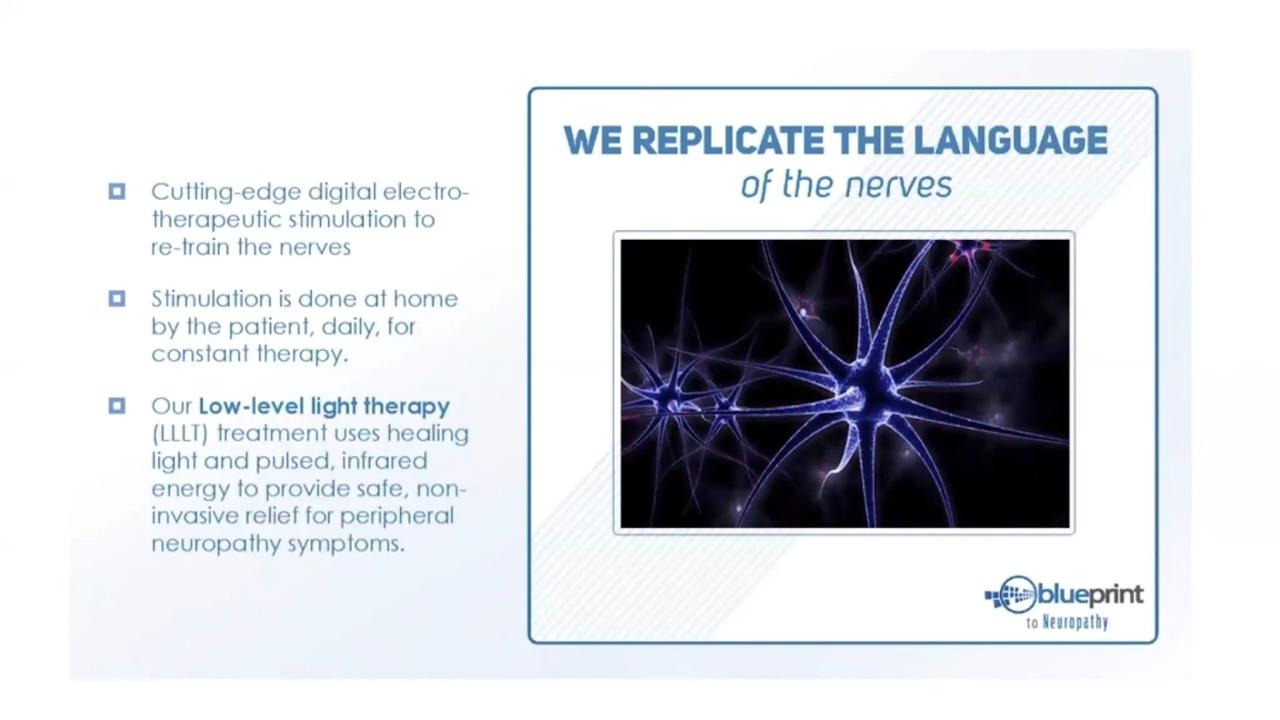 Cutting-edge digital electro-
therapeutic stimulation to
re-train the nerves
Stimulation is done at home
by the patient, daily, for
constant therapy.
Our Low-level light therapy
(LLLT) treatment uses healing
light and pulsed, infrared
energy to provide safe, non-
invasive relief for peripheral
neuropathy symptoms.
WE REPLICATE THE LANGUAGE
of the nerves
blueprint
to Neuropathy